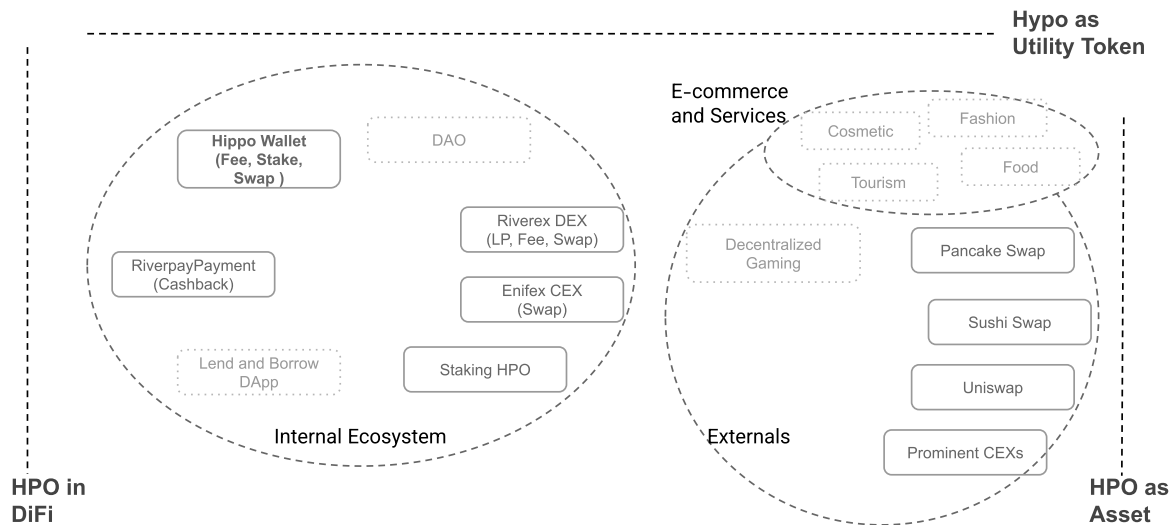 Hypo as
Utility Token
E-commerce
and Services
Cosmetic
Fashion
Tourism
Food
Hippo Wallet
(Fee, Stake,
Swap )
DAO
Riverex DEX
(LP, Fee, Swap)
RiverpayPayment
(Cashback)
Enifex CEX
(Swap)
Lend and Borrow
DApp
Staking HPO
Internal Ecosystem
Decentralized
Gaming
Pancake Swap
Sushi Swap
Uniswap
Prominent CEXs
Externals
HPO in
DiFi
HPO as
Asset